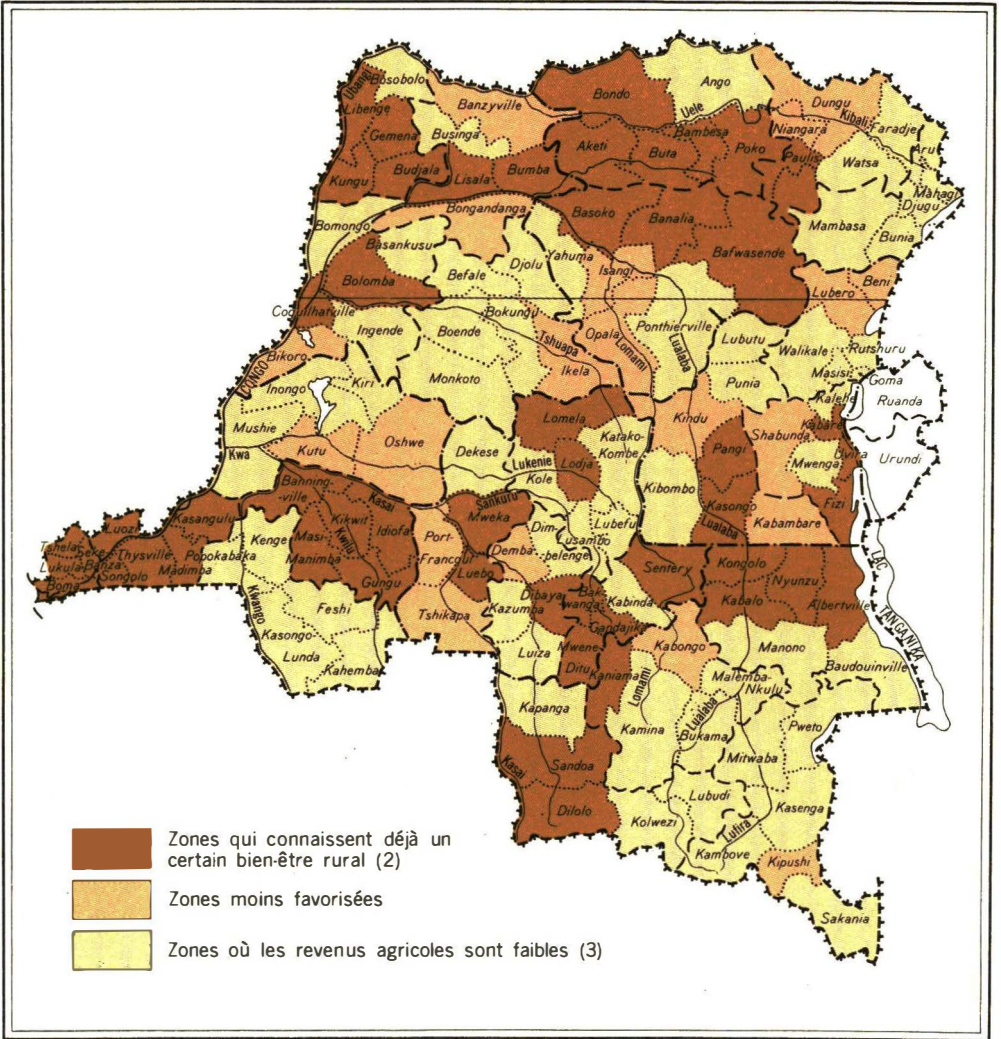 Ubangi
Bosobolo
Libenge
Banzyville
Bondo
Ango
Uele
Dungu
Kibali
Faradje
Niangara
Gemena
Businga
Bambesa
Aketi
Buta
Poko
Paulis
Watsa
Aru
Kungu
Budjala
Lisala
Bumba
Mahagi
Djugu
Bongandanga
Basoko
Banalia
Mambasa
Bunia
Bomongo
Basankusu
Djolu
Yahuma
Isangi
Bafwasende
Bolomba
Befale
Lubero
Beni
Coquilhatville
Ingende
Boende
Bokungu
Tshuapa
Opala
Lomami
Ponthierville
Lualaba
Lubutu
Walikale
Rutshuru
CONGO
Bikoro
Ikela
Masisi
Inongo
Kiri
Monkoto
Punia
Kalehe
Goma
Ruanda
Mushie
Lomela
Kindu
Kabare
Kwa
Kutu
Oshwe
Dekese
Katako-
Kombe
Pangi
Shabunda
Uvira
Urundi
Lukenie
Lodja
Mwenga
Kole
Kibombo
Fizi
Banning-
ville
Kasai
Sankuru
Mweka
Kasongo
Kabambare
Luozi
Kasangulu
Kikwit
Idiofa
Port-
Francqui
Dim-
belenge
Lusambo
Lubefu
Lualaba
Tshela
Seke
Thysville
Popokabaka
Kenge
Masi-
Manimba
Kwilu
Demba
Sentery
Kongolo
Lukula
Banza
Madimba
Luebo
Nyunzu
LAC
Boma
Songolo
Gungu
Dibaya
Bak-
wanga
Kabinda
Kabalo
Albertville
TANGANIKA
Kwango
Feshi
Tshikapa
Kazumba
Gandajika
Kasongo
Lunda
Luiza
Mwene
Ditu
Kabongo
Manono
Kahemba
Kaniama
Lomami
Malemba-
Nkulu
Baudouinville
Kapanga
Kamina
Lualaba
Bukama
Pweto
Mitwaba
Kasai
Sandoa
Lubudi
Kasenga
Dilolo
Kolwezi
Lufira
Kambove
Kipushi
Sakania
Zones qui connaissent déjà un
certain bien-être rural (2)
Zones moins favorisées
Zones où les revenus agricoles sont faibles (3)